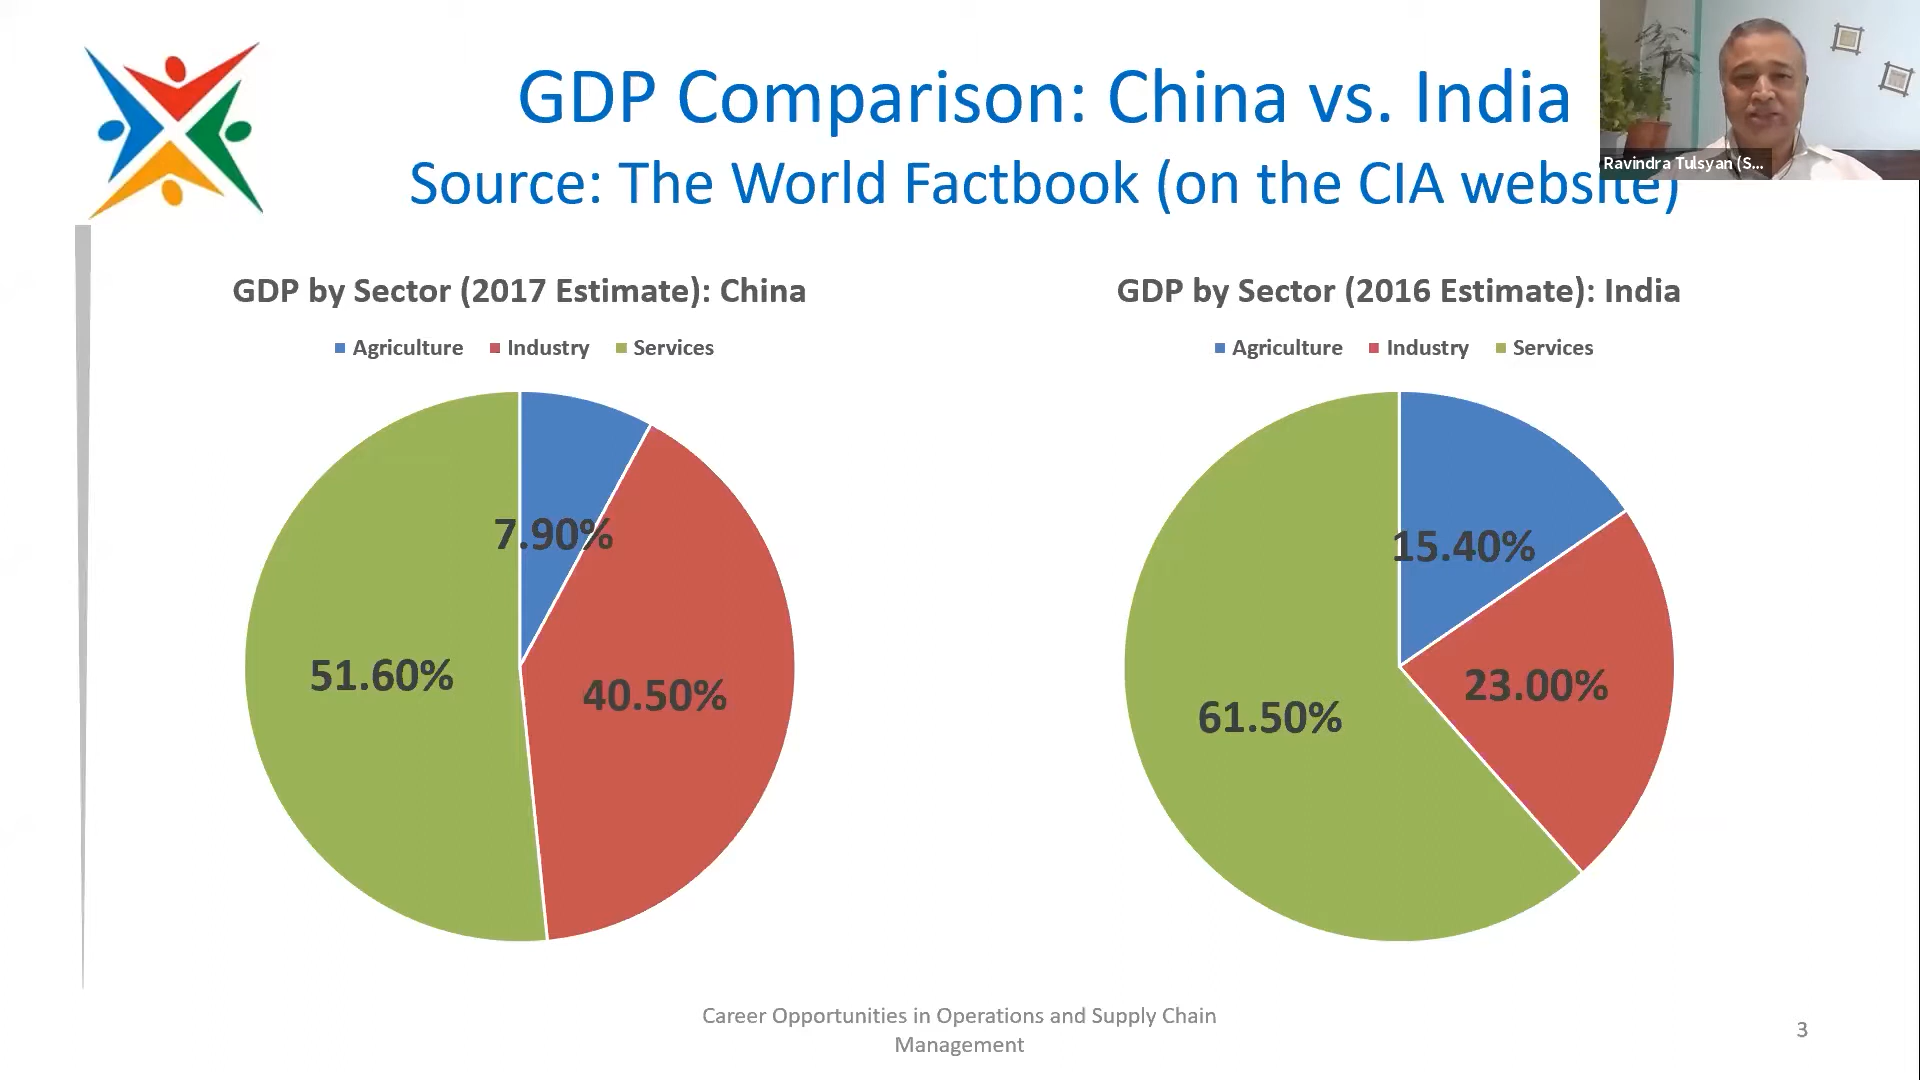 GDP Comparison: China vs. India
Source: The World Factbook (on the CIA website)
Ravindra Tulsyan (S...
GDP by Sector (2017 Estimate): China
Agriculture Industry Services
7.90%
40.50%
51.60%
GDP by Sector (2016 Estimate): India
Agriculture Industry Services
15.40%
23.00%
61.50%
Career Opportunities in Operations and Supply Chain
Management
3